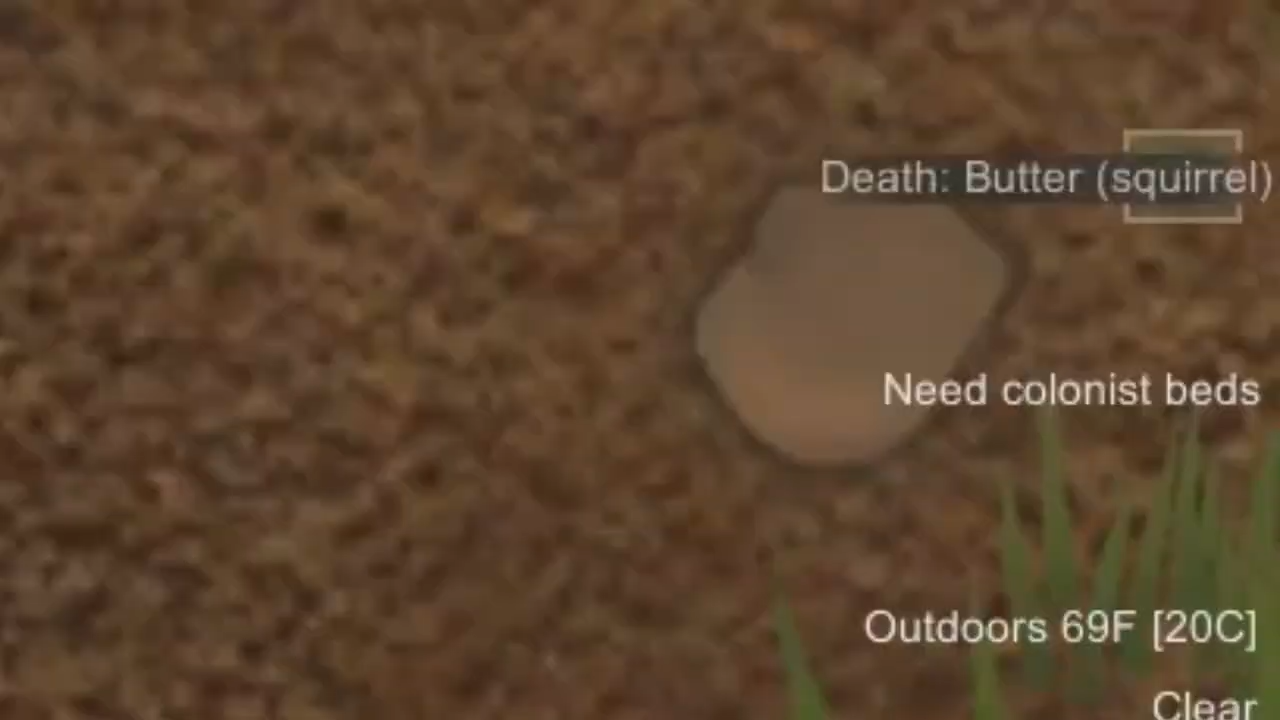 Death: Butter (squirrel)
Need colonist beds
Outdoors 69F [20C]
Clear